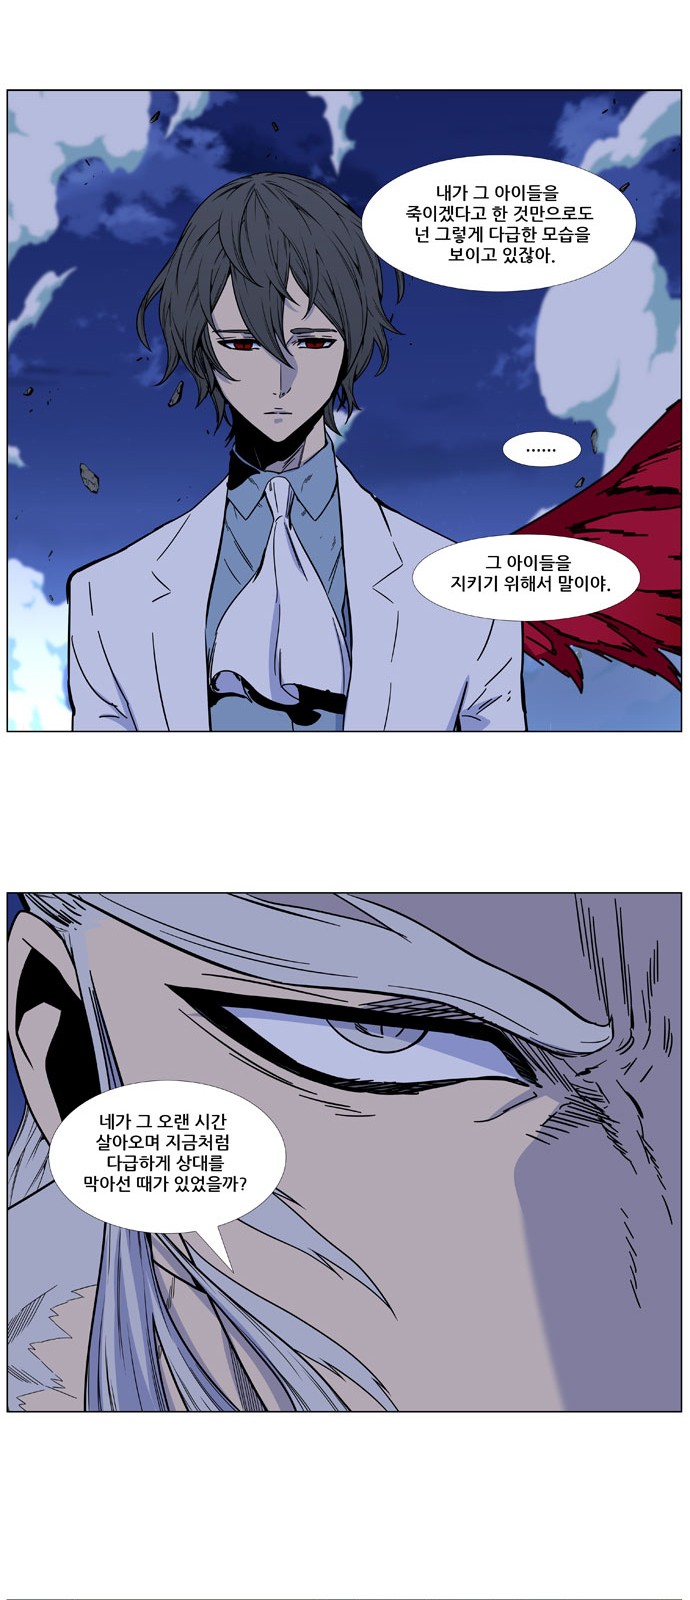 내가 그 아이들을
죽이겠다고 한 것만으로도
넌 그렇게 다급한 모습을
보이고 있잖아.
……
그 아이들을
지키기 위해서 말이야.
네가 그 오랜 시간
살아오며 지금처럼
다급하게 상대를
막아선 때가 있었을까?